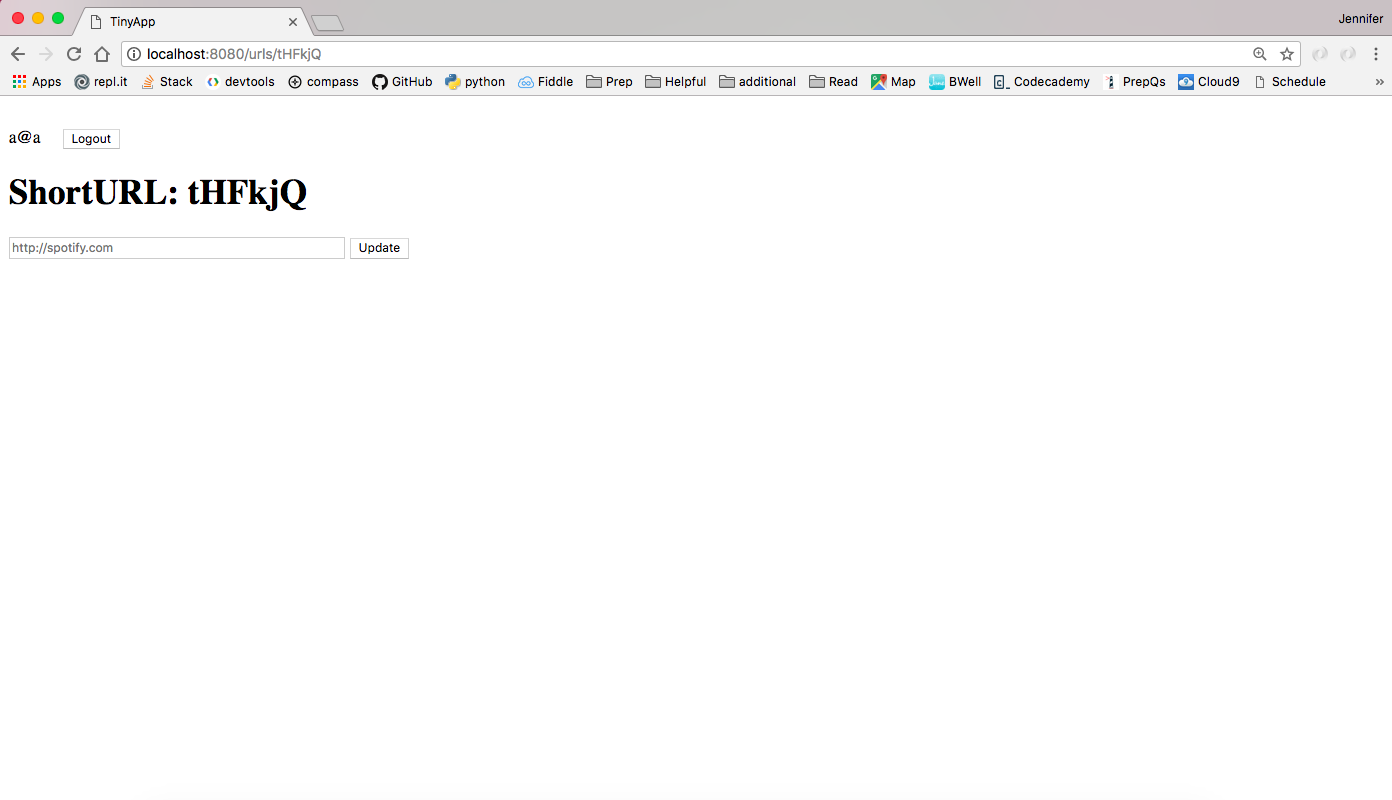 TinyApp
Jennifer
localhost:8080/urls/tHFkjQ
Apps repl.it Stack devtools compass GitHub python Fiddle Prep Helpful additional Read Map BWell Codecademy PrepQs Cloud9 Schedule »
a@a Logout
ShortURL: tHFkjQ
http://spotify.com Update